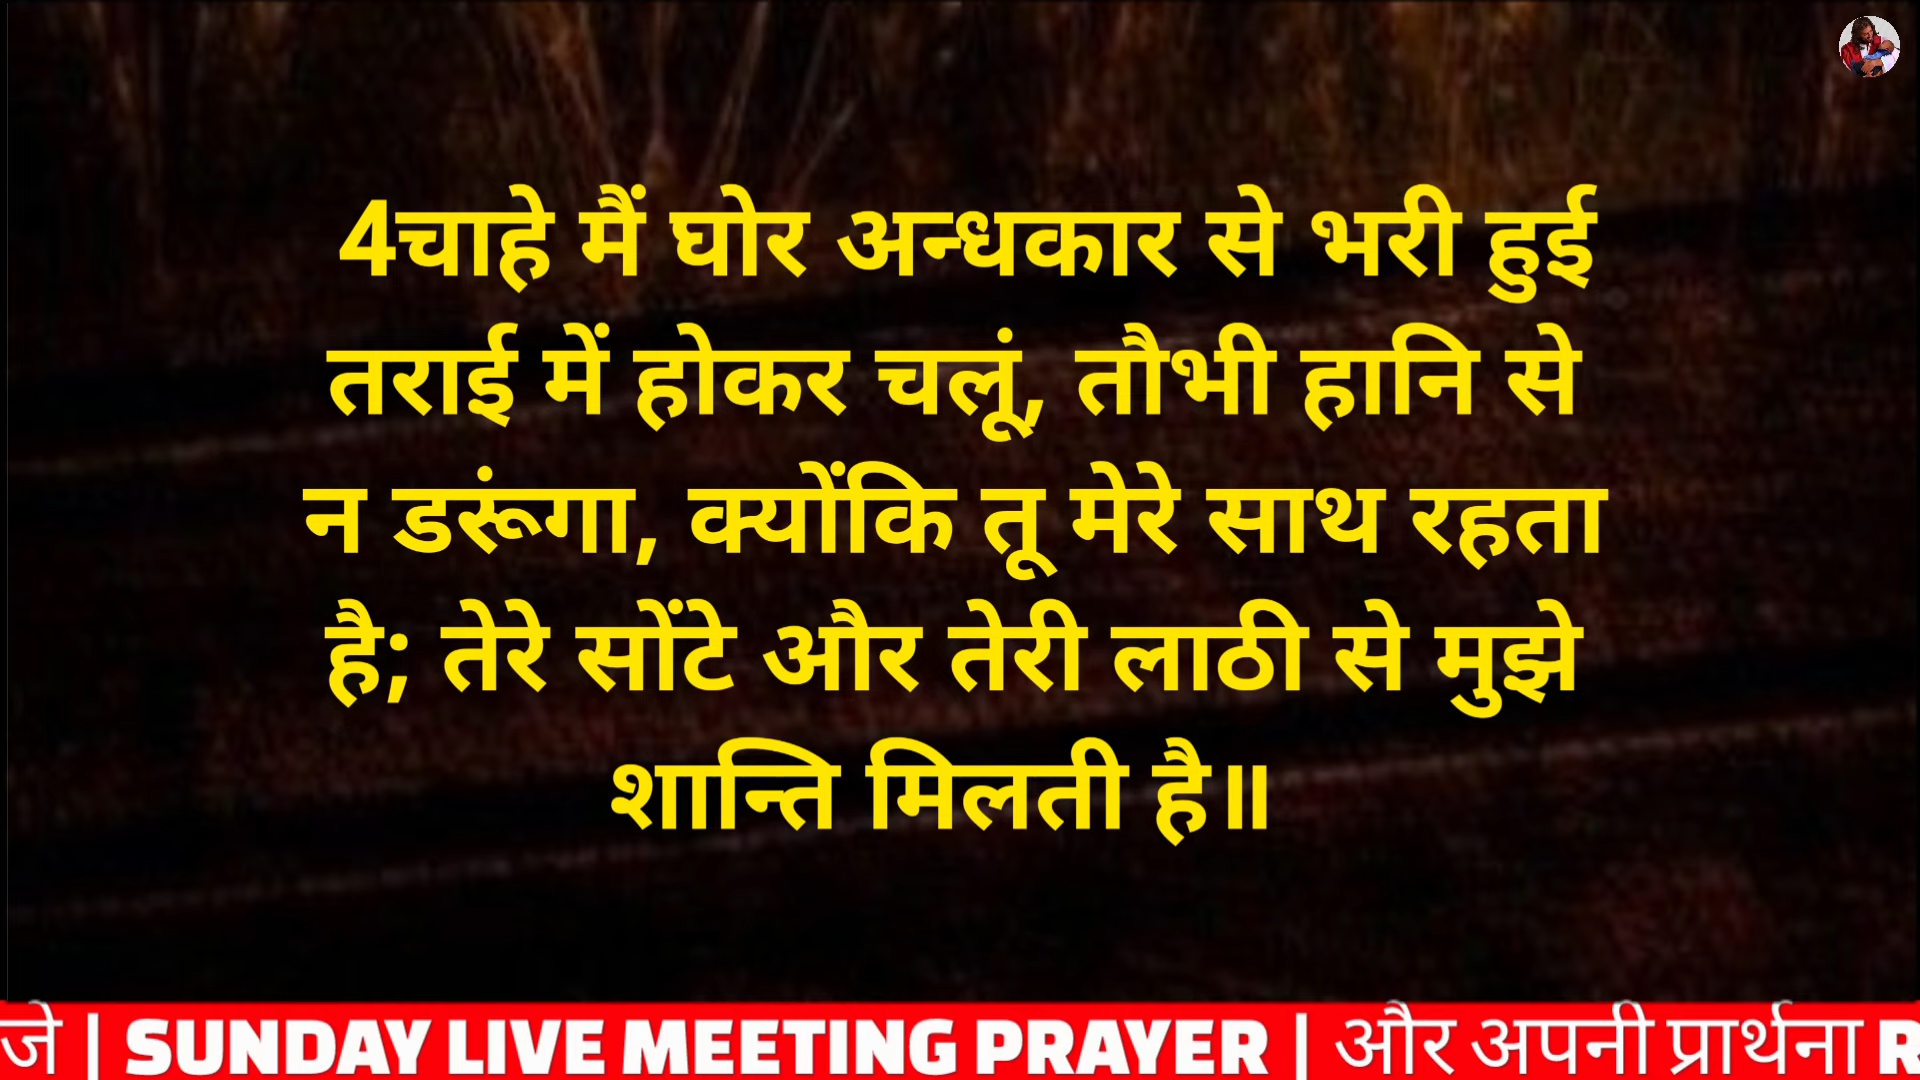 4चाहे मैं घोर अन्धकार से भरी हुई
तराई में होकर चलूं, तौभी हानि से
न डरूंगा, क्योंकि तू मेरे साथ रहता
है; तेरे सोंटे और तेरी लाठी से मुझे
शान्ति मिलती है॥
जे | SUNDAY LIVE MEETING PRAYER | और अपनी प्रार्थना R